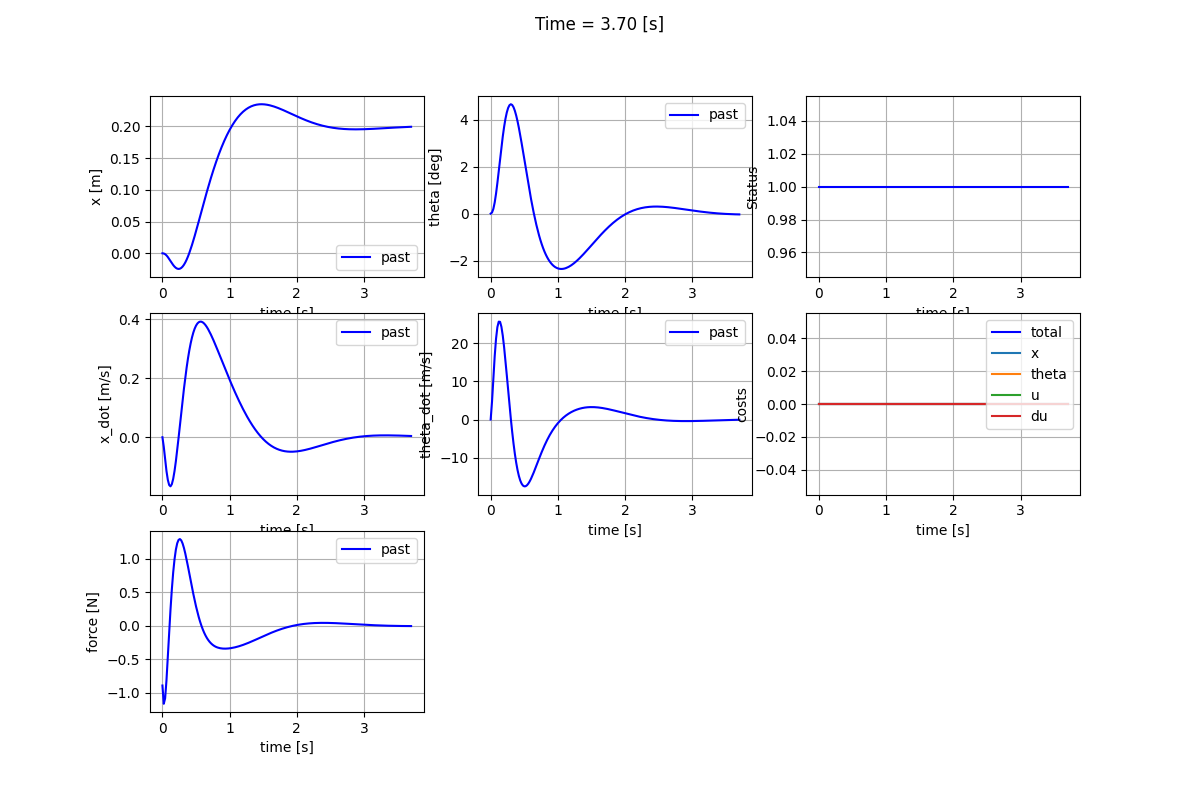 Time = 3.70 [s]
x [m]
0.20
0.15
0.10
0.05
0.00
past
0 1 2 3
time [s]
theta [deg]
4
2
0
−2
past
0 1 2 3
time [s]
Status
1.04
1.02
1.00
0.98
0.96
0 1 2 3
time [s]
x_dot [m/s]
0.4
0.2
0.0
past
0 1 2 3
time [s]
theta_dot [m/s]
20
10
0
−10
past
0 1 2 3
time [s]
costs
0.04
0.02
0.00
−0.02
−0.04
total
x
theta
u
du
0 1 2 3
time [s]
force [N]
1.0
0.5
0.0
−0.5
−1.0
past
0 1 2 3
time [s]